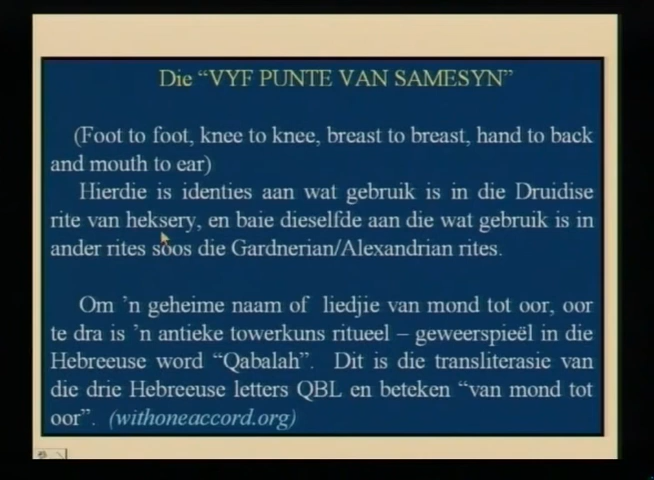 Die “VYF PUNTE VAN SAMESYN”
(Foot to foot, knee to knee, breast to breast, hand to back
and mouth to ear)
Hierdie is identies aan wat gebruik is in die Druidise
rite van heksery, en baie dieselfde aan die wat gebruik is in
ander rites soos die Gardnerian/Alexandrian rites.
Om ’n geheime naam of liedjie van mond tot oor, oor
te dra is ’n antieke towerkuns ritueel – geweerspieël in die
Hebreeuse word “Qabalah”. Dit is die transliterasie van
die drie Hebreeuse letters QBL en beteken “van mond tot
oor”. (withoneaccord.org)